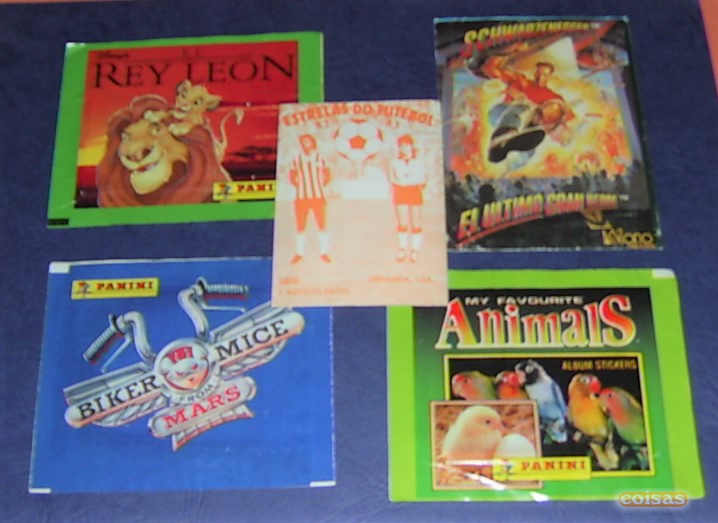 Disney's
EL
REY LEON
PANINI
SCHWARZENEGGER
EL ULTIMO GRAN HEROE
ESTRELAS DO FUTEBOL
PANINI
BIKER MICE
FROM
MARS
MY FAVOURITE
AnimalS
ALBUM STICKERS
PANINI
coisas